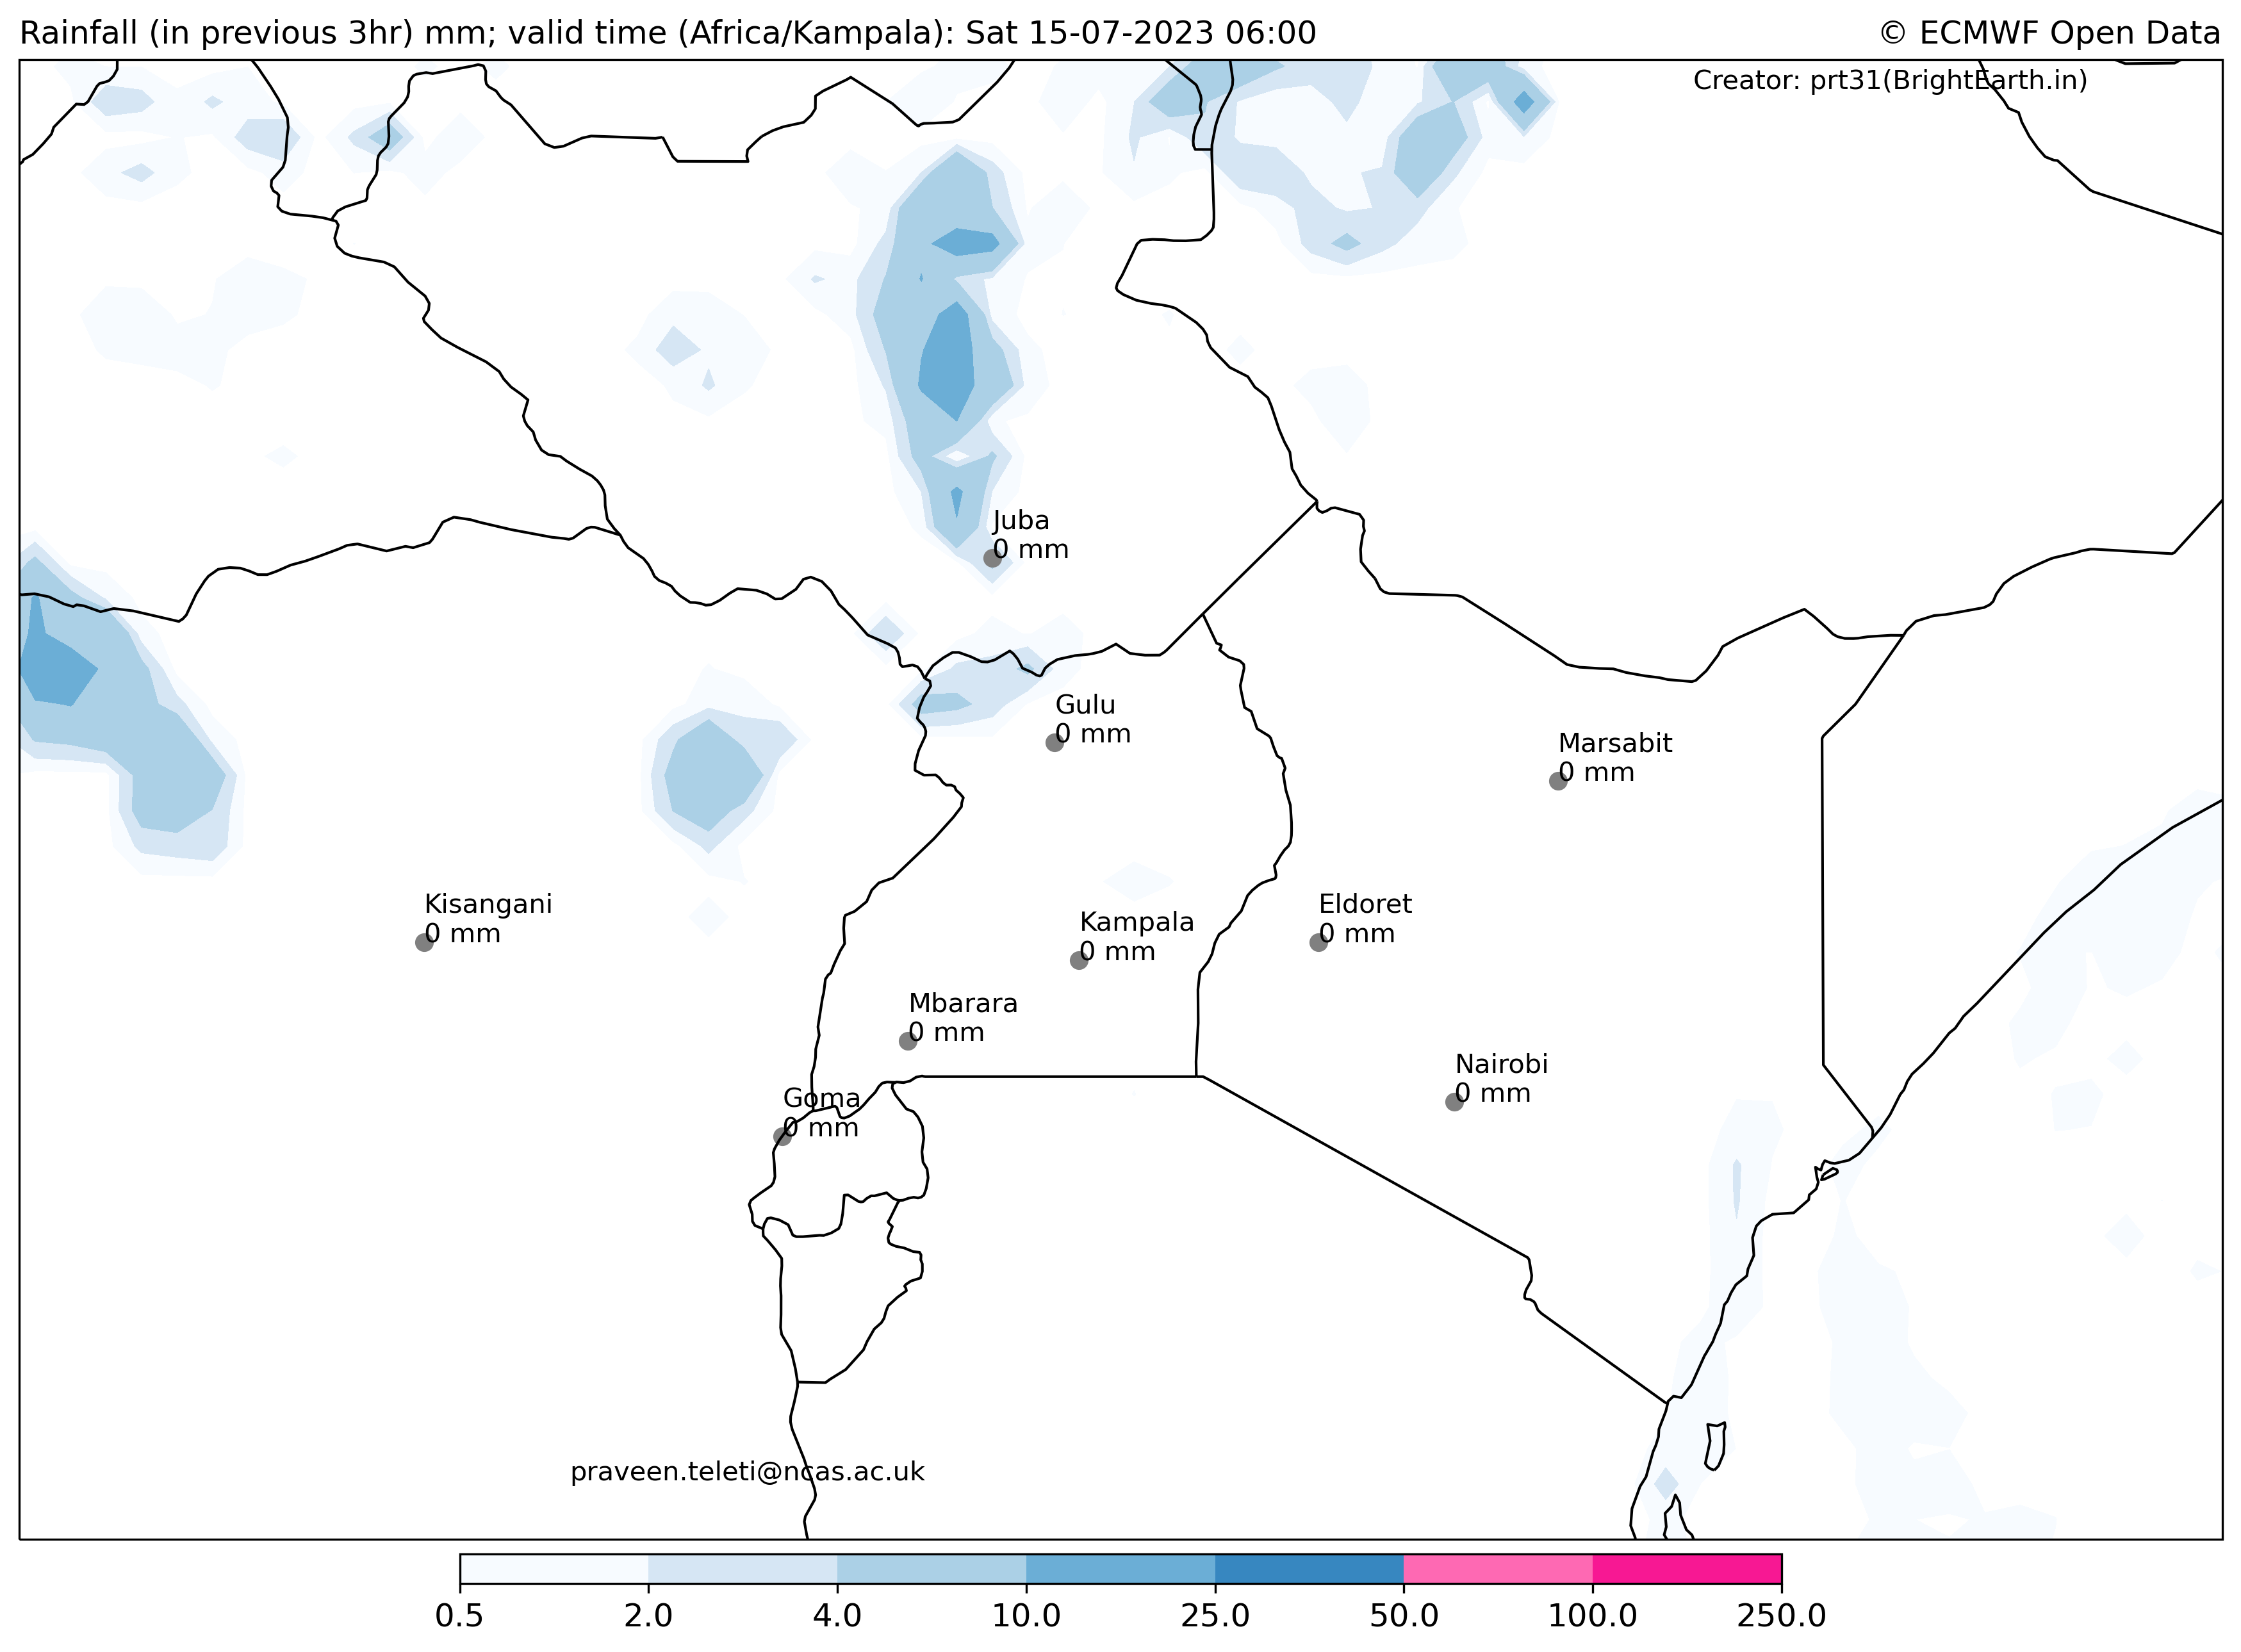 Rainfall (in previous 3hr) mm; valid time (Africa/Kampala): Sat 15-07-2023 06:00
© ECMWF Open Data
Creator: prt31(BrightEarth.in)
Juba
0 mm
Gulu
0 mm
Marsabit
0 mm
Kisangani
0 mm
Kampala
0 mm
Eldoret
0 mm
Mbarara
0 mm
Nairobi
0 mm
Goma
0 mm
praveen.teleti@ncas.ac.uk
0.5 2.0 4.0 10.0 25.0 50.0 100.0 250.0